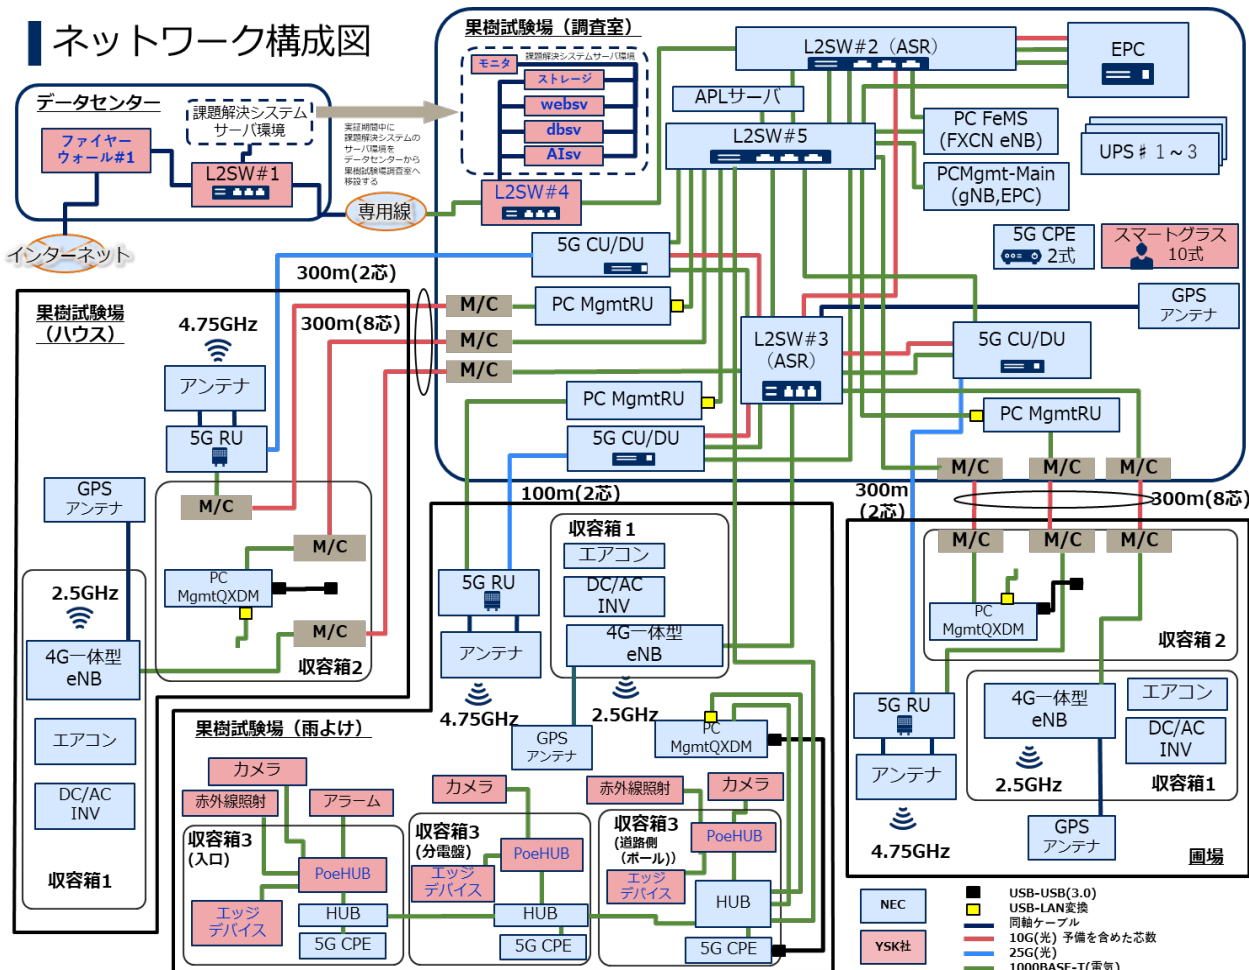 ネットワーク構成図
データセンター
課題解決システム
サーバ環境
ファイヤー
ウォール#1
L2SW#1
インターネット
専用線
実証期間中に
課題解決システムの
サーバ環境を
データセンターから
果樹試験場調査室へ
移設する
果樹試験場（調査室）
課題解決システムサーバ環境
モニタ
ストレージ
websv
dbsv
AIsv
L2SW#4
L2SW#2（ASR）
EPC
APLサーバ
L2SW#5
PC FeMS
(FXCN eNB)
PCMgmt-Main
(gNB,EPC)
UPS♯１～３
5G CPE
2式
スマートグラス
10式
5G CU/DU
PC MgmtRU
GPS
アンテナ
L2SW#3
（ASR）
5G CU/DU
PC MgmtRU
5G CU/DU
PC MgmtRU
M/C
M/C
M/C
M/C
M/C
M/C
300m(2芯)
300m(8芯)
100m(2芯)
300m
(2芯)
300m(8芯)
果樹試験場
（ハウス）
4.75GHz
アンテナ
5G RU
GPS
アンテナ
M/C
M/C
PC
MgmtQXDM
M/C
収容箱2
2.5GHz
4G一体型
eNB
エアコン
DC/AC
INV
収容箱1
果樹試験場（雨よけ）
5G RU
アンテナ
4.75GHz
収容箱１
エアコン
DC/AC
INV
4G一体型
eNB
2.5GHz
GPS
アンテナ
PC
MgmtQXDM
カメラ
赤外線照射
アラーム
収容箱3
(入口)
PoeHUB
エッジ
デバイス
HUB
5G CPE
カメラ
収容箱3
(分電盤)
PoeHUB
エッジ
デバイス
HUB
5G CPE
赤外線照射
カメラ
収容箱3
(道路側
（ポール))
PoeHUB
エッジ
デバイス
HUB
5G CPE
M/C
M/C
M/C
PC
MgmtQXDM
収容箱２
5G RU
アンテナ
4.75GHz
4G一体型
eNB
エアコン
DC/AC
INV
2.5GHz
収容箱1
GPS
アンテナ
圃場
NEC
YSK社
USB-USB(3.0)
USB-LAN変換
同軸ケーブル
10G(光) 予備を含めた芯数
25G(光)
1000BASE-T(電気)